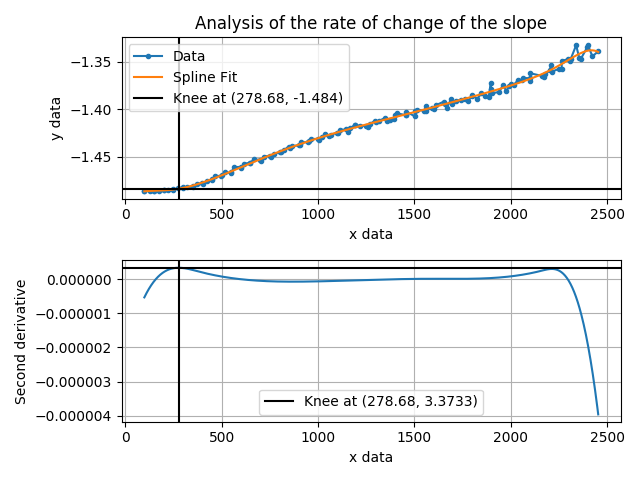 Analysis of the rate of change of the slope
Data
Spline Fit
Knee at (278.68, -1.484)
y data
−1.35
−1.40
−1.45
0 500 1000 1500 2000 2500
x data
Second derivative
0.000000
−0.000001
−0.000002
−0.000003
−0.000004
Knee at (278.68, 3.3733)
0 500 1000 1500 2000 2500
x data